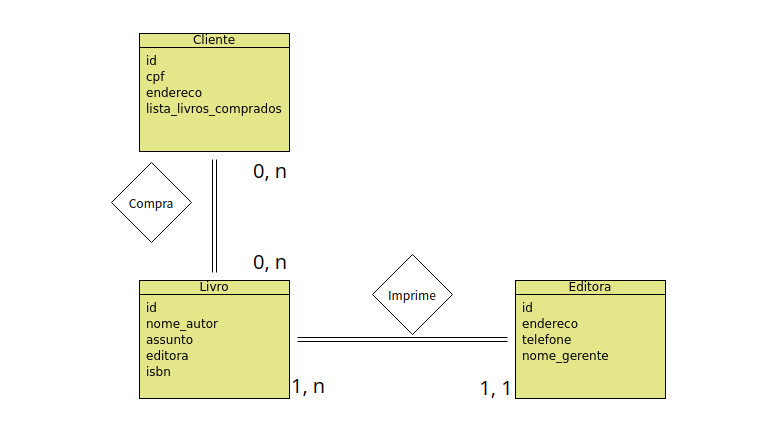 Cliente
id
cpf
endereco
lista_livros_comprados
0, n
Compra
0, n
Livro
id
nome_autor
assunto
editora
isbn
1, n
Imprime
1, 1
Editora
id
endereco
telefone
nome_gerente